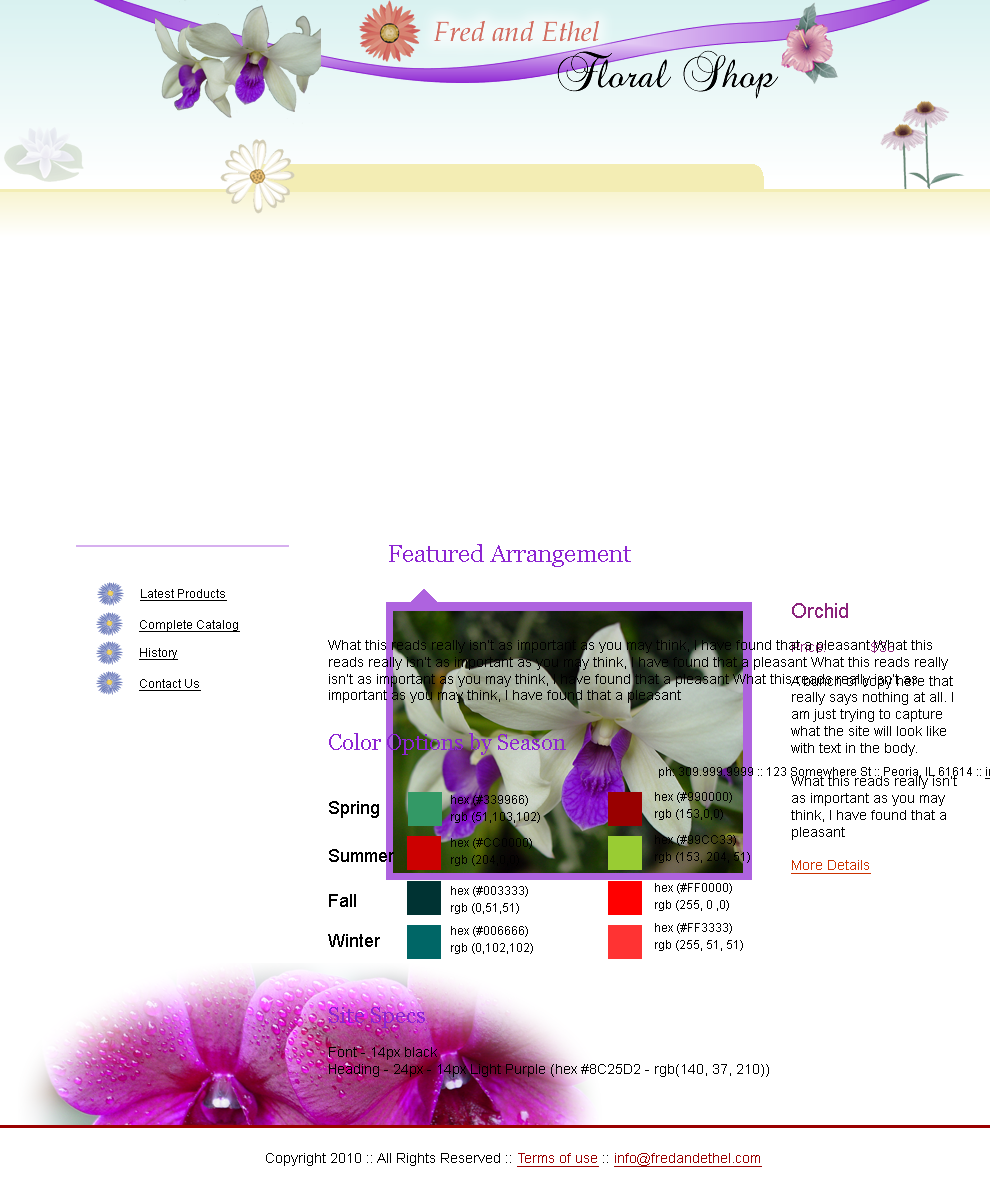 Fred and Ethel
Floral Shop
Featured Arrangement
Latest Products
Complete Catalog
History
Contact Us
Orchid
What this reads really isn't as important as you may think, I have found that a pleasant What this
reads really isn't as important as you may think, I have found that a pleasant What this reads really
isn't as important as you may think, I have found that a pleasant What this reads really isn't as
important as you may think, I have found that a pleasant
Price
A bunch of copy here that
really says nothing at all. I
am just trying to capture
what the site will look like
with text in the body.
What this reads really isn't
as important as you may
think, I have found that a
pleasant
More Details
Color Options by Season
ph: 309.999.9999 :: 123 Somewhere St :: Peoria, IL 61614 ::
Spring
hex (#339966)
rgb (51,103,102)
hex (#990000)
rgb (153,0,0)
Summer
hex (#CC0000)
rgb (204,0,0)
hex (#99CC33)
rgb (153, 204, 51)
Fall
hex (#003333)
rgb (0,51,51)
hex (#FF0000)
rgb (255, 0 ,0)
Winter
hex (#006666)
rgb (0,102,102)
hex (#FF3333)
rgb (255, 51, 51)
Site Specs
Font - 14px black
Heading - 24px - 14px Light Purple (hex #8C25D2 - rgb(140, 37, 210))
Copyright 2010 :: All Rights Reserved :: Terms of use :: info@fredandethel.com